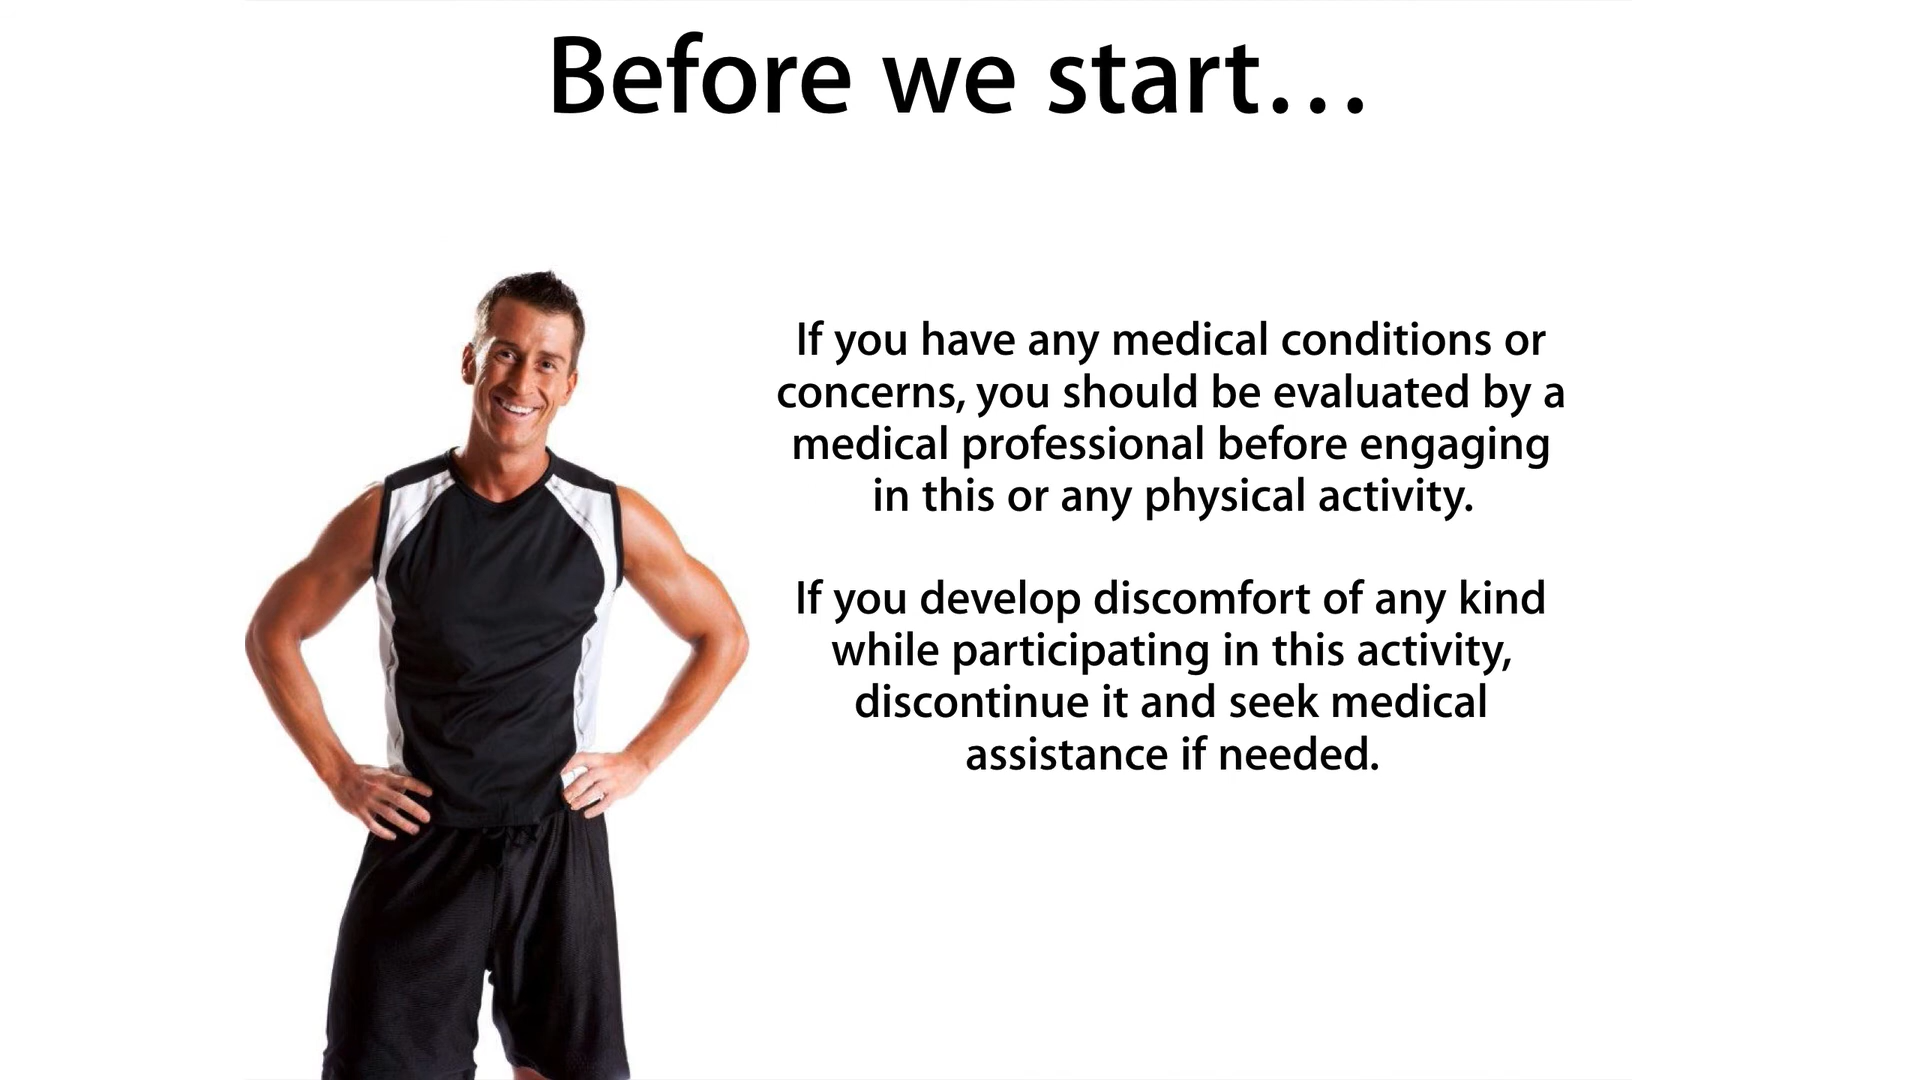 Before we start…
If you have any medical conditions or
concerns, you should be evaluated by a
medical professional before engaging
in this or any physical activity.
If you develop discomfort of any kind
while participating in this activity,
discontinue it and seek medical
assistance if needed.